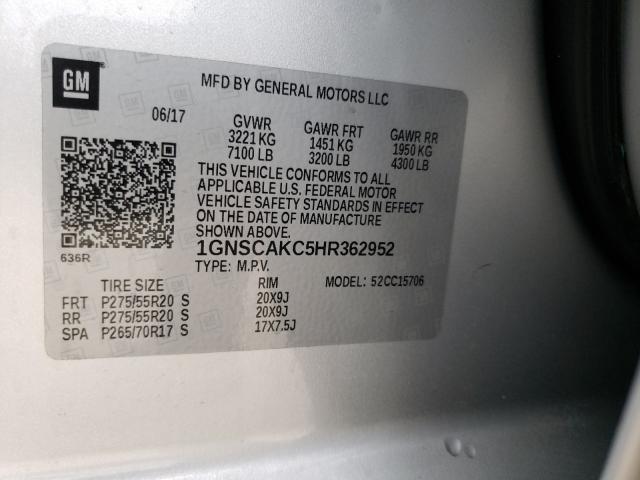 GM
MFD BY GENERAL MOTORS LLC
06/17
GVWR GAWR FRT GAWR RR
3221 KG 1451 KG 1950 KG
7100 LB 3200 LB 4300 LB
THIS VEHICLE CONFORMS TO ALL
APPLICABLE U.S. FEDERAL MOTOR
VEHICLE SAFETY STANDARDS IN EFFECT
ON THE DATE OF MANUFACTURE
SHOWN ABOVE.
636R
1GNSCAKC5HR362952
TYPE: M.P.V. MODEL: 52CC15706
TIRE SIZE RIM
FRT P275/55R20 S 20X9J
RR P275/55R20 S 20X9J
SPA P265/70R17 S 17X7.5J